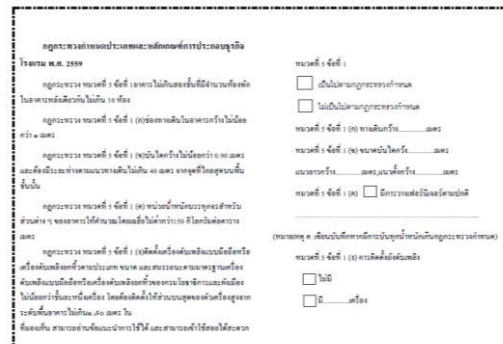 กฎกระทรวงกำหนดประเภทและหลักเกณฑ์การประกอบธุรกิจ
โรงแรม พ.ศ. 2559
กฎกระทรวง หมวดที่ 5 ข้อที่ 1อาคารไม่เกินสองชั้นที่มีจำนวนห้องพัก
ในอาคารหลังเดียวกันไม่เกิน 10 ห้อง
กฎกระทรวง หมวดที่ 5 ข้อที่ 1 (ก)ช่องทางเดินในอาคารกว้างไม่น้อย
กว่า ๑ เมตร
กฎกระทรวง หมวดที่ 5 ข้อที่ 1 (ข)บันไดกว้างไม่น้อยกว่า 0.90 เมตร
และต้องมีระยะห่างตามแนวทางเดินไม่เกิน 40 เมตร จากจุดที่ไกลสุดบนพื้น
ชั้นนั้น
กฎกระทรวง หมวดที่ 5 ข้อที่ 1 (ค) หน่วยน้ำหนักบรรทุกจรสำหรับ
ส่วนต่าง ๆ ของอาคารให้คำนวณโดยเฉลี่ยไม่ต่ำกว่า150 กิโลกรัมต่อตาราง
เมตร
กฎกระทรวง หมวดที่ 5 ข้อที่ 1 (ง)ติดตั้งเครื่องดับเพลิงแบบมือถือหรือ
เครื่องดับเพลิงยกหิ้วตามประเภท ขนาด และสมรรถนะตามมาตรฐานเครื่อง
ดับเพลิงแบบมือถือหรือเครื่องดับเพลิงยกหิ้วของกรมโยธาธิการและผังเมือง
ไม่น้อยกว่าชั้นละหนึ่งเครื่อง โดยต้องติดตั้งให้ส่วนบนสุดของตัวเครื่องสูงจาก
ระดับพื้นอาคารไม่เกิน๑.๕๐ เมตร ใน
ที่มองเห็น สามารถอ่านข้อแนะนำการใช้ได้ และสามารถเข้าใช้สอยได้สะดวก
หมวดที่ 5 ข้อที่ 1
เป็นไปตามกฎกระทรวงกำหนด
ไม่เป็นไปตามกฎกระทรวงกำหนด
หมวดที่ 5 ข้อที่ 1 (ก) ทางเดินกว้าง..........เมตร
หมวดที่ 5 ข้อที่ 1 (ข) ขนาดบันไดกว้าง..........เมตร
แนวยาวกว้าง..........เมตร,แนวตั้งกว้าง..........เมตร
หมวดที่ 5 ข้อที่ 1 (ค) มีการวางเฟอร์นิเจอร์ตามปกติ
(หมายเหตุ ค. เขียนบันทึกหากมีการบันทุกน้ำหนักเกินกฎกระทรวงกำหนด)
หมวดที่ 5 ข้อที่ 1 (ง) การติดตั้งถังดับเพลิง
ไม่มี
มี..........เครื่อง